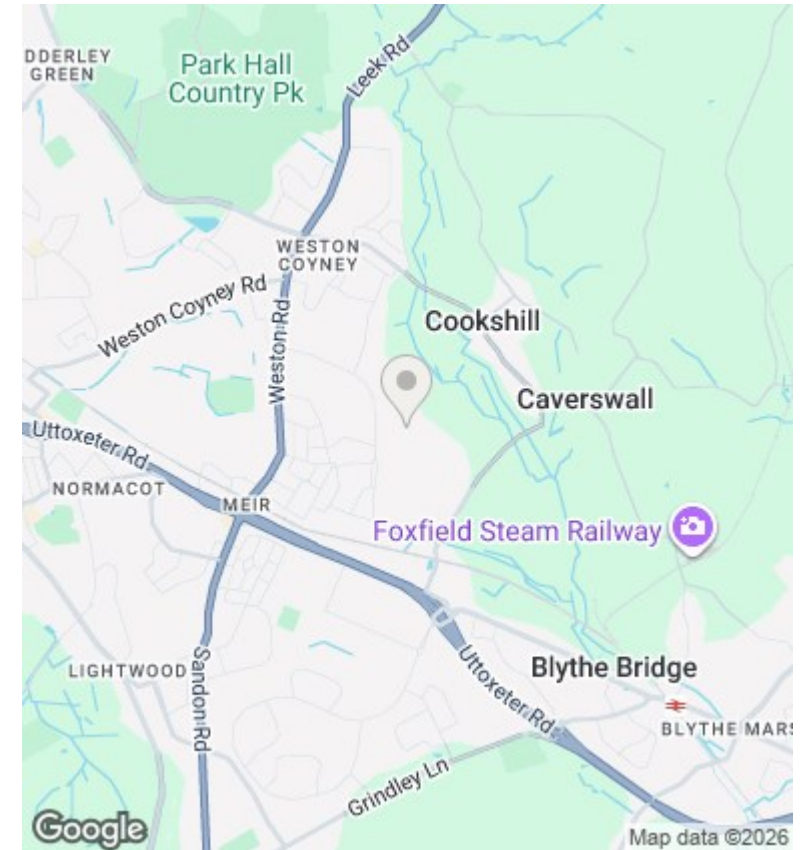 DDERLEY
GREEN
Park Hall
Country Pk
Leek Rd
WESTON
COYNEY
Weston Coyney Rd
Weston Rd
Cookshill
Caverswall
Uttoxeter Rd
NORMACOT
MEIR
Foxfield Steam Railway
LIGHTWOOD
Sandon Rd
Uttoxeter Rd
Blythe Bridge
BLYTHE MARS
Grindley Ln
Google
Map data ©2026